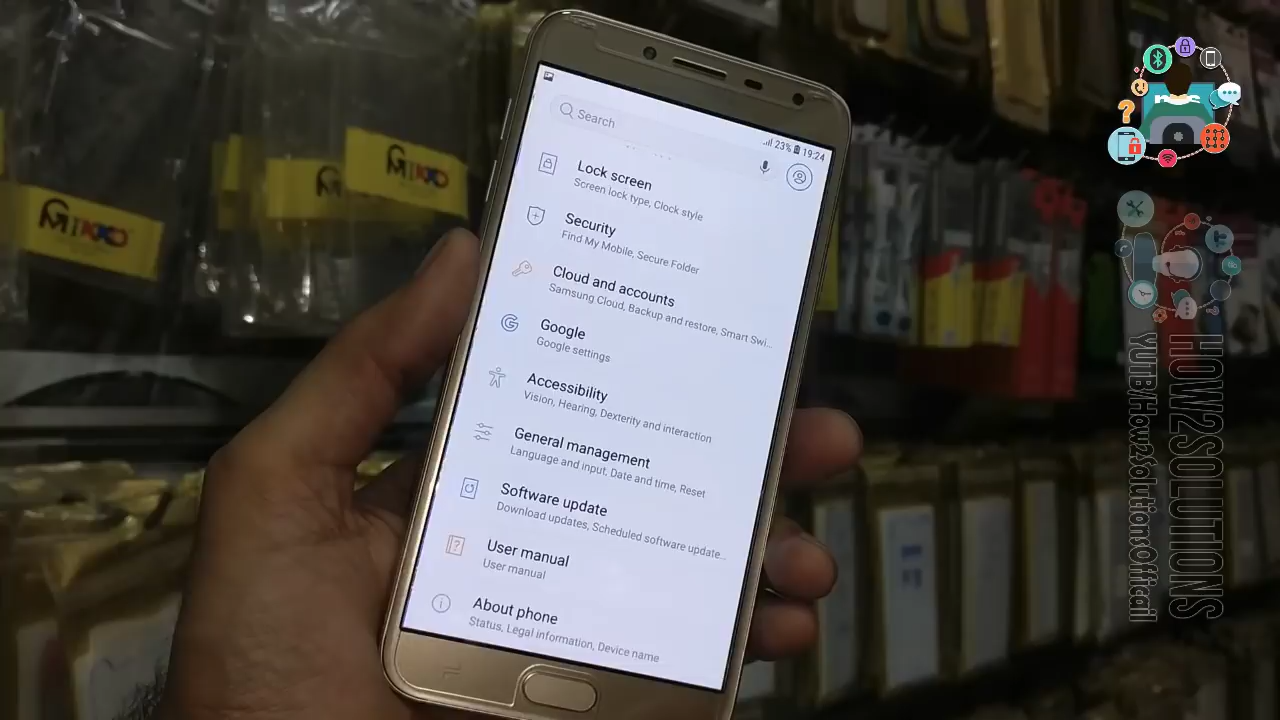 23% 19:24
Search
Lock screen
Screen lock type, Clock style
Security
Find My Mobile, Secure Folder
Cloud and accounts
Samsung Cloud, Backup and restore, Smart Swi...
Google
Google settings
Accessibility
Vision, Hearing, Dexterity and interaction
General management
Language and input, Date and time, Reset
Software update
Download updates, Scheduled software update...
User manual
User manual
About phone
Status, Legal information, Device name
MIKKO
MIKKO
HOW2SOLUTIONS
YUTB/How2SolutionsOfficail